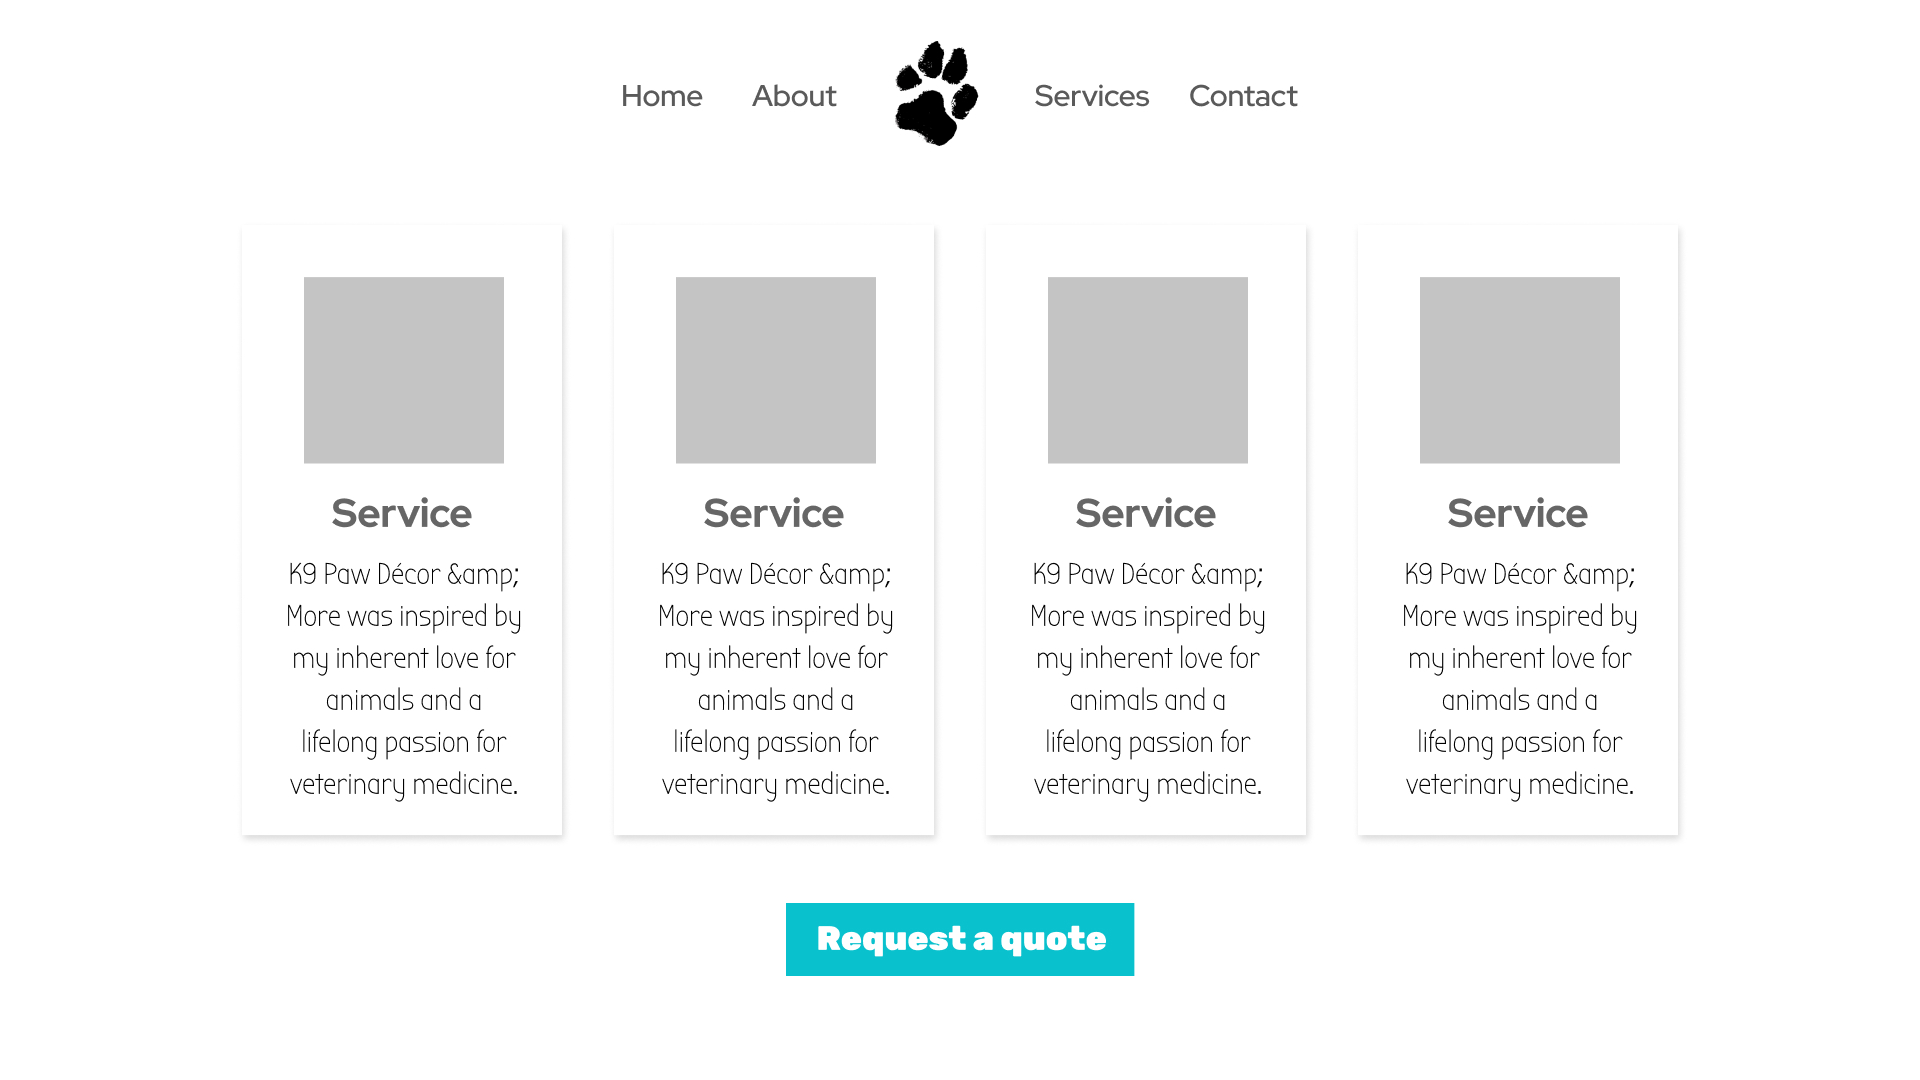 Home About Services Contact
Service
K9 Paw Décor &amp;
More was inspired by
my inherent love for
animals and a
lifelong passion for
veterinary medicine.
Service
K9 Paw Décor &amp;
More was inspired by
my inherent love for
animals and a
lifelong passion for
veterinary medicine.
Service
K9 Paw Décor &amp;
More was inspired by
my inherent love for
animals and a
lifelong passion for
veterinary medicine.
Service
K9 Paw Décor &amp;
More was inspired by
my inherent love for
animals and a
lifelong passion for
veterinary medicine.
Request a quote